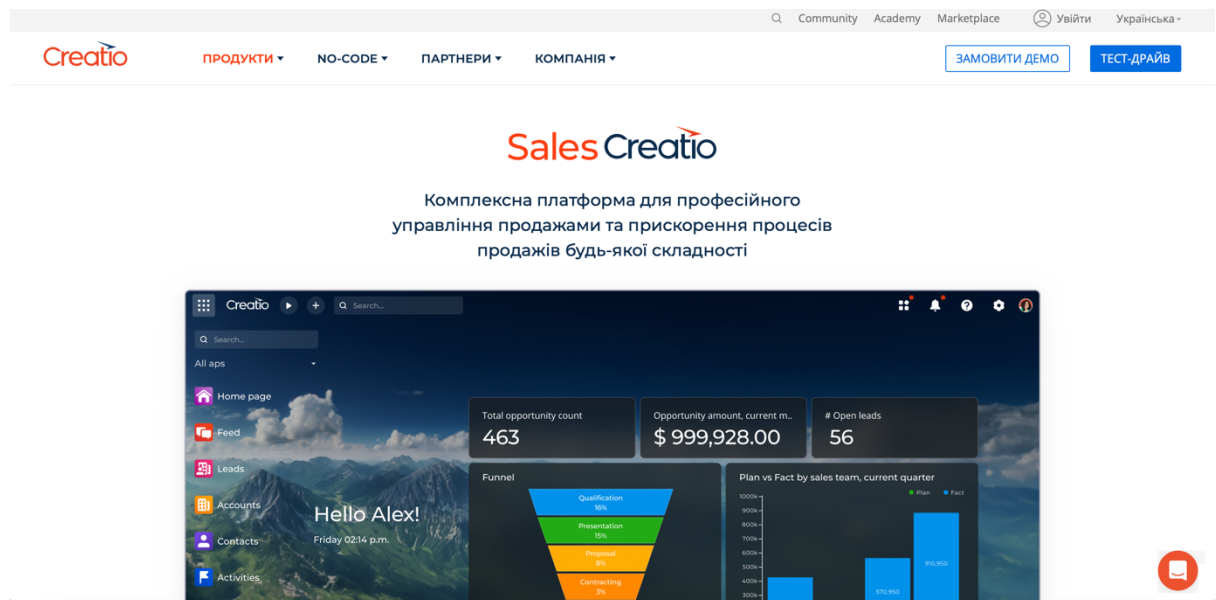 Community Academy Marketplace Увійти Українська
Creatio
ПРОДУКТИ NO-CODE ПАРТНЕРИ КОМПАНІЯ ЗАМОВИТИ ДЕМО ТЕСТ-ДРАЙВ
Sales Creatio
Комплексна платформа для професійного
управління продажами та прискорення процесів
продажів будь-якої складності
Creatio Search...
Search...
All aps
Home page
Feed
Leads
Accounts
Contacts
Activities
Hello Alex!
Friday 02:14 p.m.
Total opportunity count
463
Opportunity amount, current m..
$ 999,928.00
# Open leads
56
Funnel
Qualification
16%
Presentation
15%
Proposal
8%
Contracting
3%
Plan vs Fact by sales team, current quarter
Plan Fact
1000k
900k
800k
700k
600k
500k
400k
300k
570,950
910,950